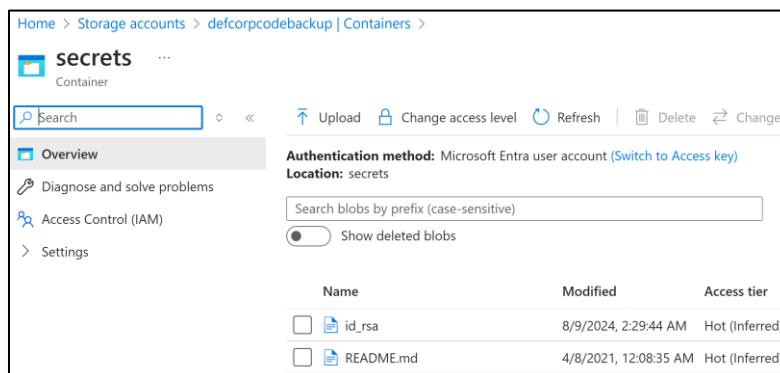 Home > Storage accounts > defcorpcodebackup | Containers >
secrets ...
Container
Search
Upload Change access level Refresh Delete Change
Overview
Authentication method: Microsoft Entra user account (Switch to Access key)
Location: secrets
Diagnose and solve problems
Access Control (IAM)
Settings
Search blobs by prefix (case-sensitive)
Show deleted blobs
Name Modified Access tier
id_rsa 8/9/2024, 2:29:44 AM Hot (Inferred)
README.md 4/8/2021, 12:08:35 AM Hot (Inferred)